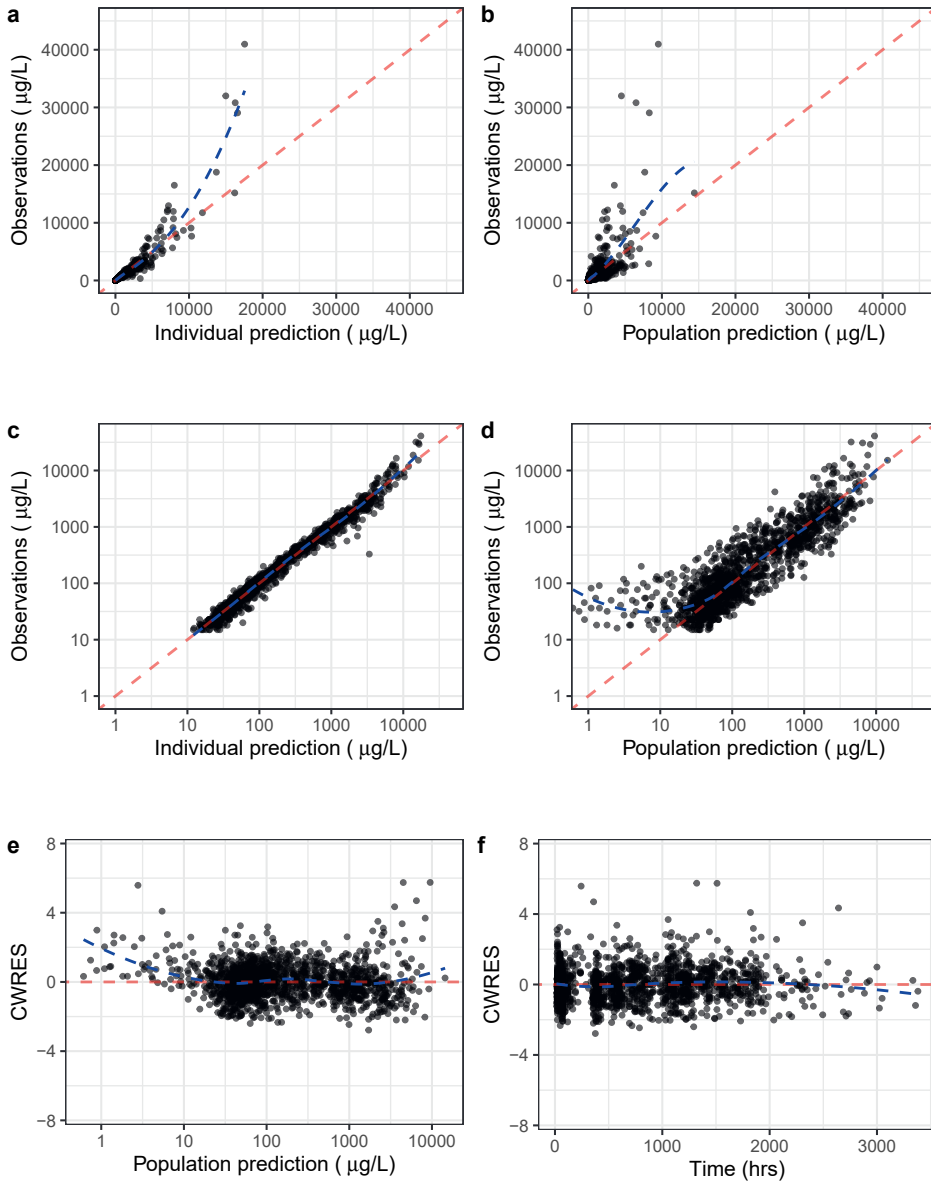 a
40000
30000
20000
10000
0
Observations ( µg/L)
0 10000 20000 30000 40000
Individual prediction ( µg/L)
b
40000
30000
20000
10000
0
Observations ( µg/L)
0 10000 20000 30000 40000
Population prediction ( µg/L)
c
10000
1000
100
10
1
Observations ( µg/L)
1 10 100 1000 10000
Individual prediction ( µg/L)
d
10000
1000
100
10
1
Observations ( µg/L)
1 10 100 1000 10000
Population prediction ( µg/L)
e
8
4
0
−4
−8
CWRES
1 10 100 1000 10000
Population prediction ( µg/L)
f
8
4
0
−4
−8
CWRES
0 1000 2000 3000
Time (hrs)